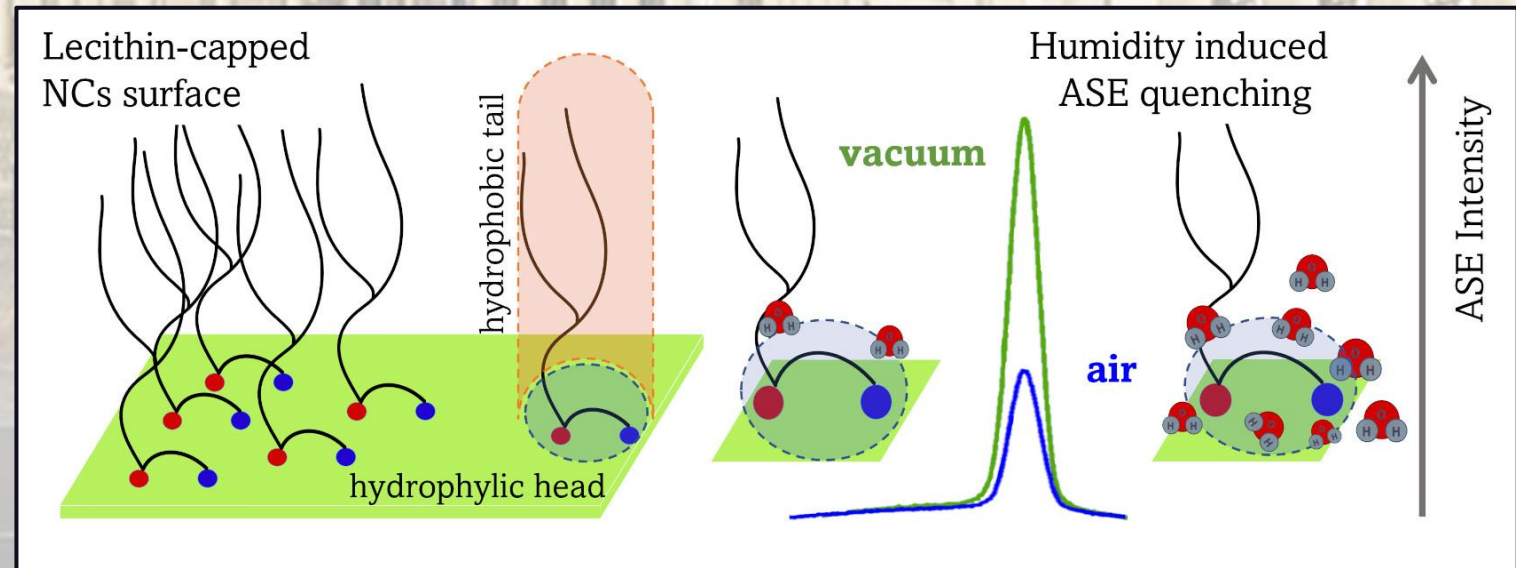 Lecithin-capped
NCs surface
hydrophobic tail
hydrophylic head
vacuum
air
Humidity induced
ASE quenching
ASE Intensity
O
H H
O
H H
O
H H
O
H H
O
H H
O
H H
O
H H
O
H H
O
H H